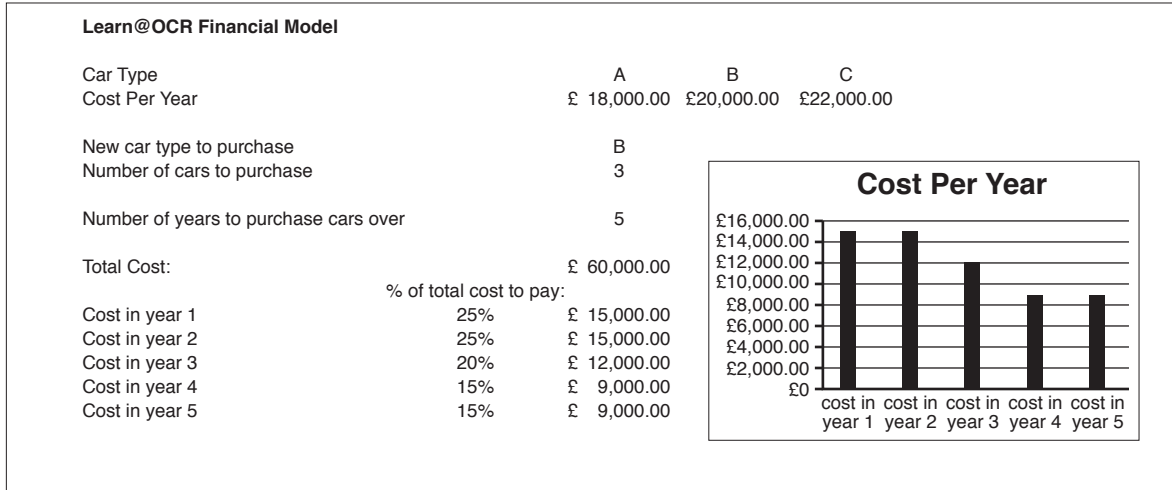 Learn@OCR Financial Model
Car Type A B C
Cost Per Year £ 18,000.00 £20,000.00 £22,000.00
New car type to purchase B
Number of cars to purchase 3
Number of years to purchase cars over 5
Total Cost: £ 60,000.00
% of total cost to pay:
Cost in year 1 25% £ 15,000.00
Cost in year 2 25% £ 15,000.00
Cost in year 3 20% £ 12,000.00
Cost in year 4 15% £ 9,000.00
Cost in year 5 15% £ 9,000.00
Cost Per Year
£16,000.00
£14,000.00
£12,000.00
£10,000.00
£8,000.00
£6,000.00
£4,000.00
£2,000.00
£0
cost in cost in cost in cost in cost in
year 1 year 2 year 3 year 4 year 5